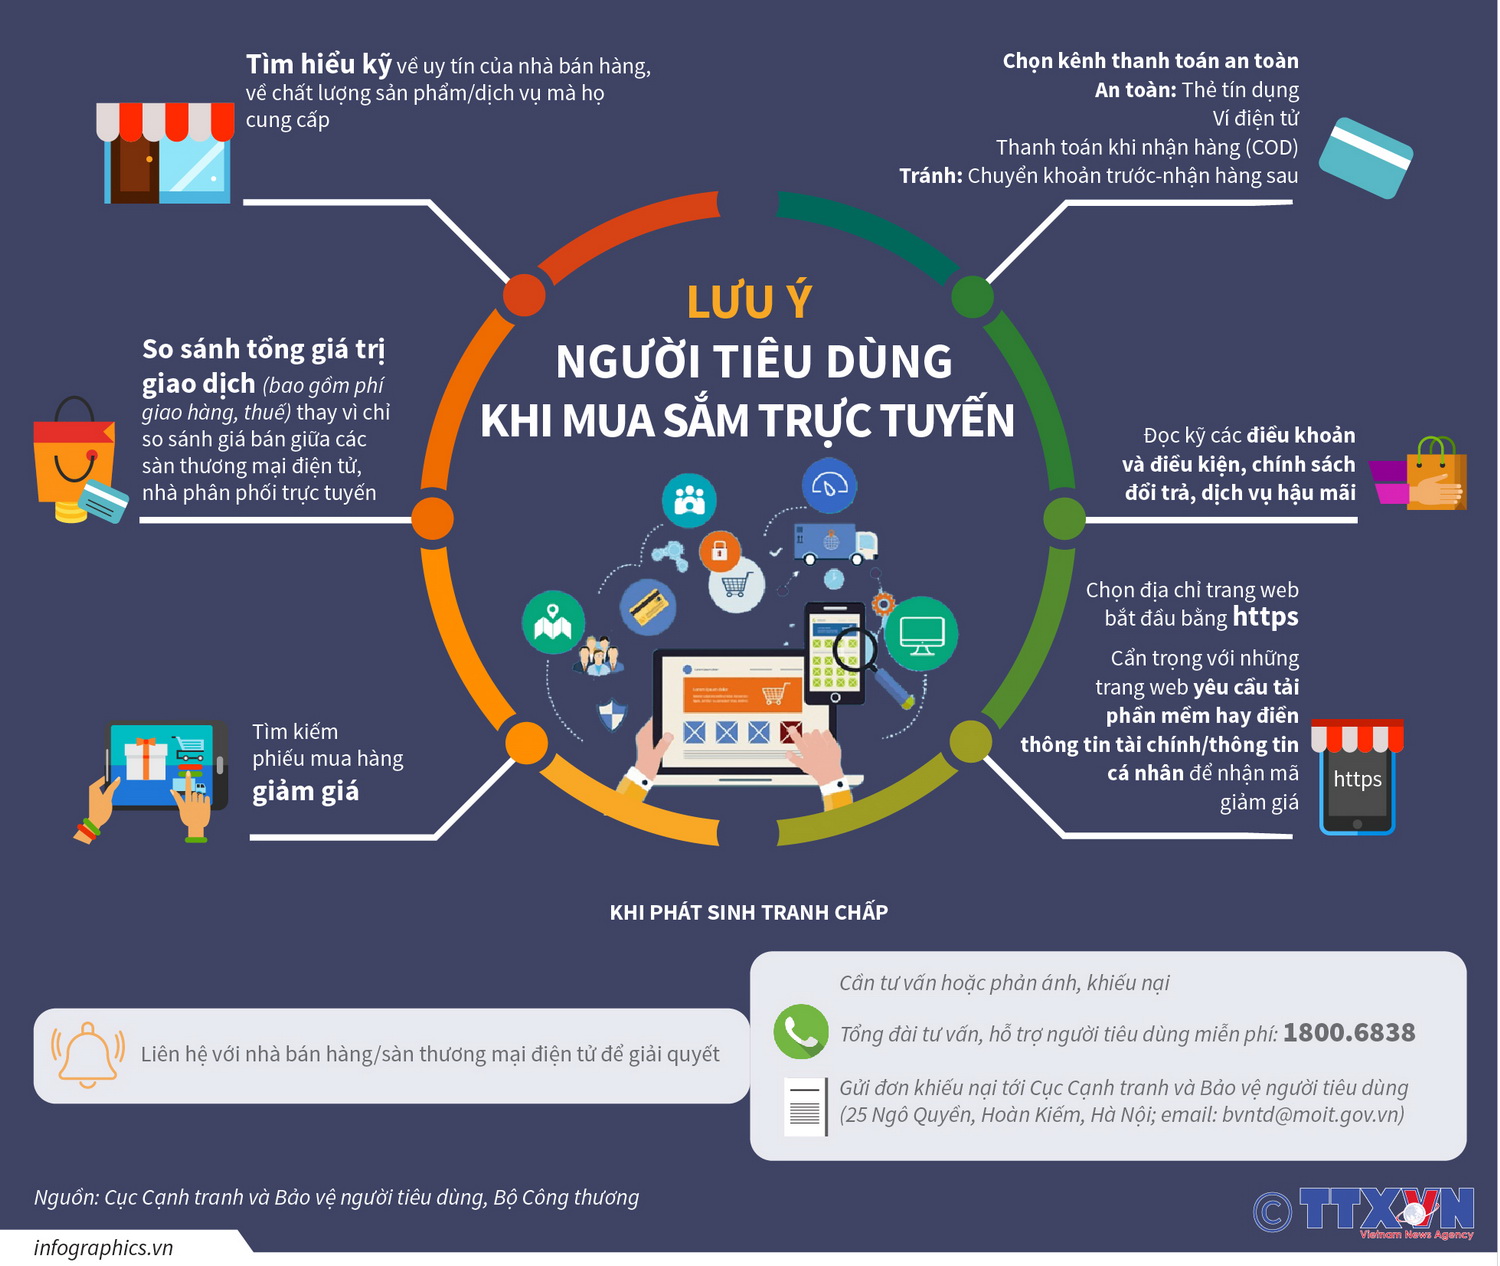 Tìm hiểu kỹ về uy tín của nhà bán hàng,
về chất lượng sản phẩm/dịch vụ mà họ
cung cấp
Chọn kênh thanh toán an toàn
An toàn: Thẻ tín dụng
Ví điện tử
Thanh toán khi nhận hàng (COD)
Tránh: Chuyển khoản trước-nhận hàng sau
LƯU Ý
NGƯỜI TIÊU DÙNG
KHI MUA SẮM TRỰC TUYẾN
So sánh tổng giá trị
giao dịch (bao gồm phí
giao hàng, thuế) thay vì chỉ
so sánh giá bán giữa các
sàn thương mại điện tử,
nhà phân phối trực tuyến
Đọc kỹ các điều khoản
và điều kiện, chính sách
đổi trả, dịch vụ hậu mãi
Chọn địa chỉ trang web
bắt đầu bằng https
Cẩn trọng với những
trang web yêu cầu tải
phần mềm hay điền
thông tin tài chính/thông tin
cá nhân để nhận mã
giảm giá
https
Tìm kiếm
phiếu mua hàng
giảm giá
KHI PHÁT SINH TRANH CHẤP
Liên hệ với nhà bán hàng/sàn thương mại điện tử để giải quyết
Cần tư vấn hoặc phản ánh, khiếu nại
Tổng đài tư vấn, hỗ trợ người tiêu dùng miễn phí: 1800.6838
Gửi đơn khiếu nại tới Cục Cạnh tranh và Bảo vệ người tiêu dùng
(25 Ngô Quyền, Hoàn Kiếm, Hà Nội; email: bvntd@moit.gov.vn)
Nguồn: Cục Cạnh tranh và Bảo vệ người tiêu dùng, Bộ Công thương
© TTXVN
Vietnam News Agency
infographics.vn